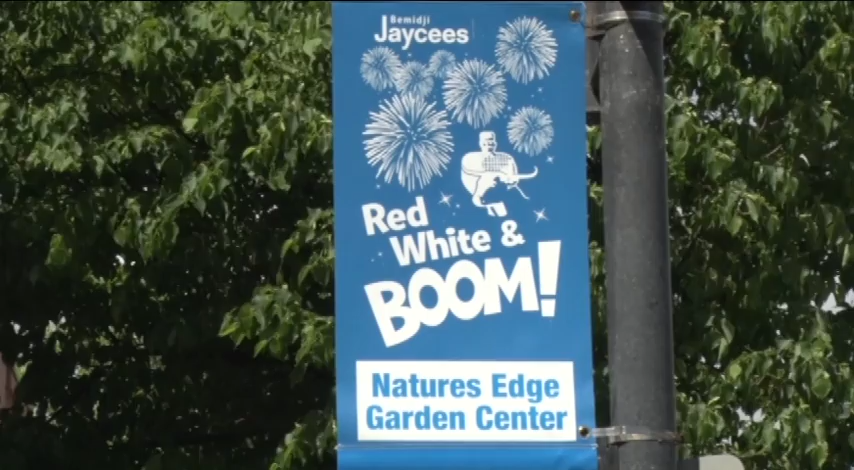 Bemidji
Jaycees
Red
White &
BOOM!
Natures Edge
Garden Center